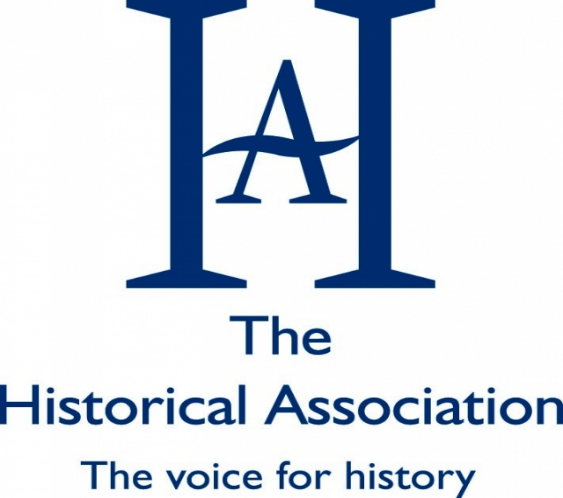 HA
The
Historical Association
The voice for history